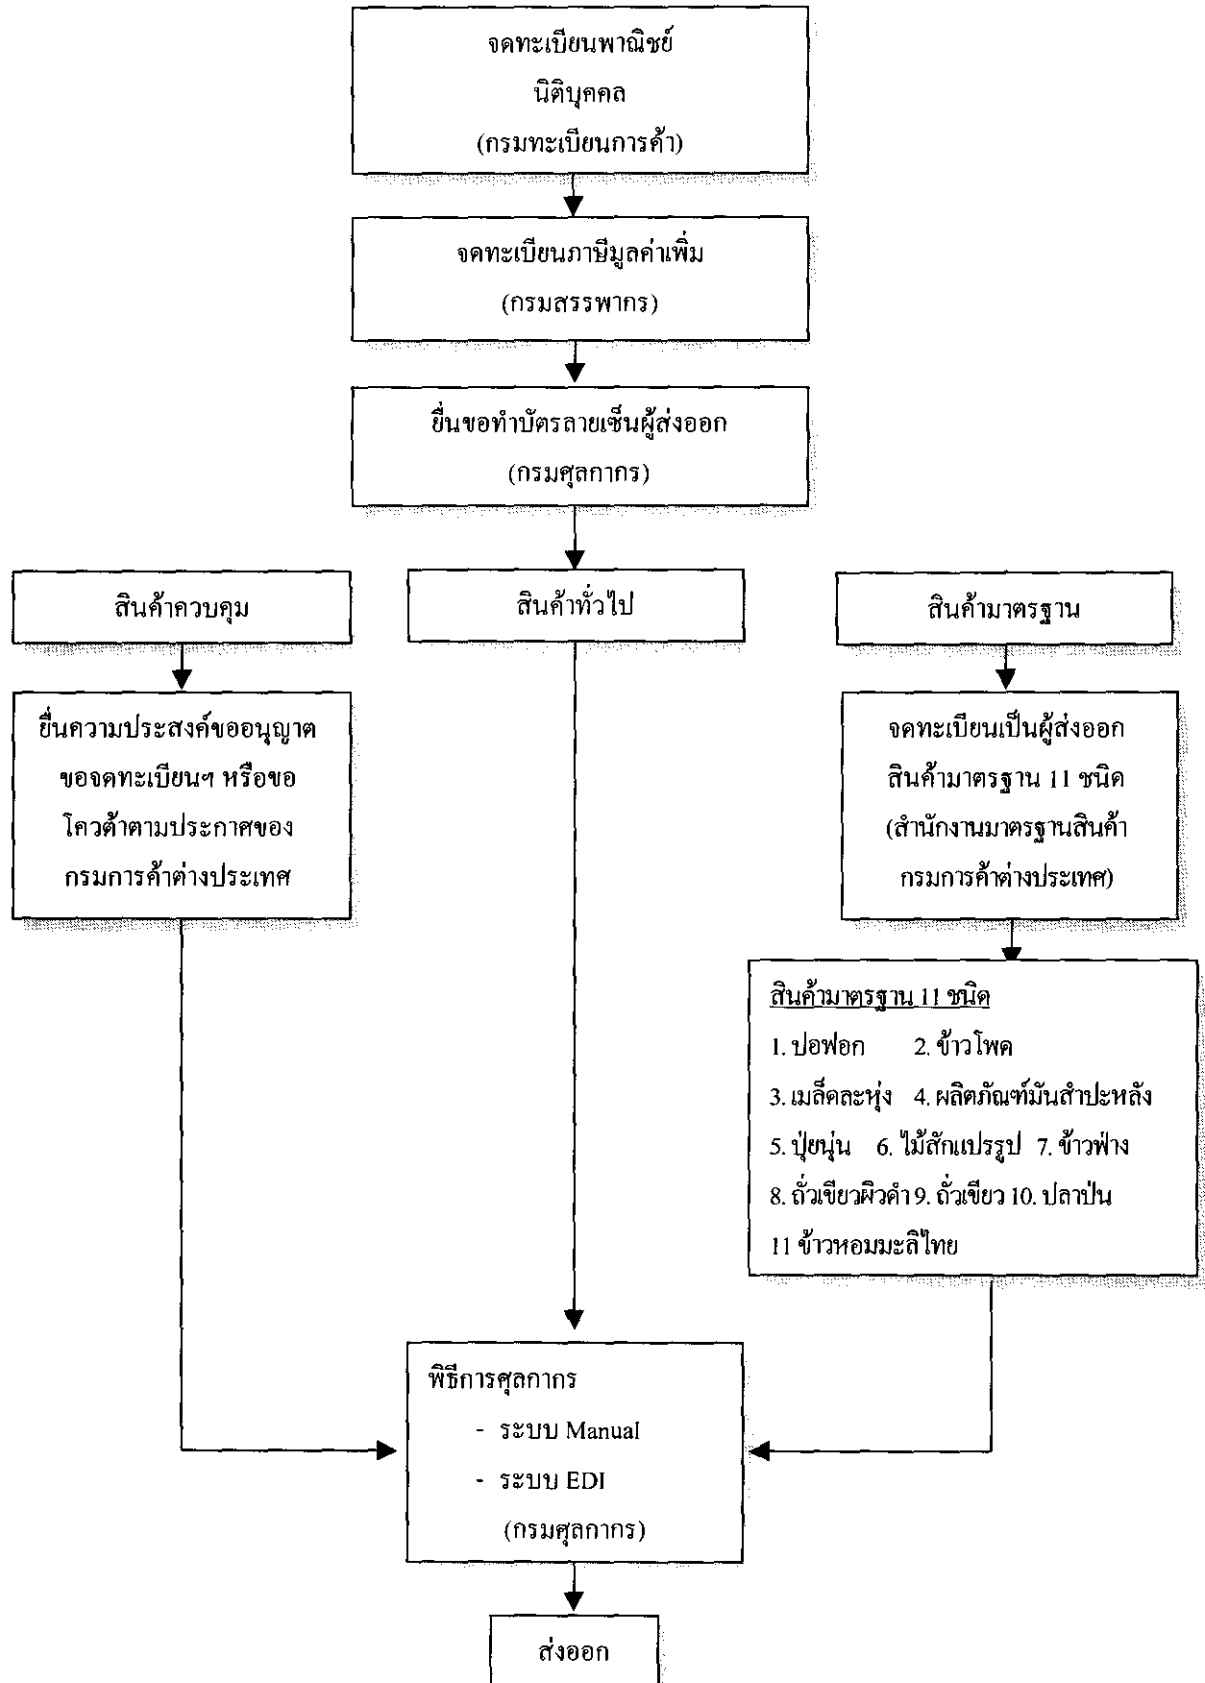 จดทะเบียนพาณิชย์
นิติบุคคล
(กรมทะเบียนการค้า)
จดทะเบียนภาษีมูลค่าเพิ่ม
(กรมสรรพากร)
ยื่นขอทำบัตรลายเซ็นผู้ส่งออก
(กรมศุลกากร)
สินค้าควบคุม
ยื่นความประสงค์ขออนุญาต
ขอจดทะเบียนฯ หรือขอ
โควต้าตามประกาศของ
กรมการค้าต่างประเทศ
สินค้าทั่วไป
สินค้ามาตรฐาน
จดทะเบียนเป็นผู้ส่งออก
สินค้ามาตรฐาน 11 ชนิด
(สำนักงานมาตรฐานสินค้า
กรมการค้าต่างประเทศ)
สินค้ามาตรฐาน 11 ชนิด
1. ปอฟอก 2. ข้าวโพด
3. เมล็ดละหุ่ง 4. ผลิตภัณฑ์มันสำปะหลัง
5. ปุ่ยนุ่น 6. ไม้สักแปรรูป 7. ข้าวฟ่าง
8. ถั่วเขียวผิวดำ 9. ถั่วเขียว 10. ปลาป่น
11 ข้าวหอมมะลิไทย
พิธีการศุลกากร
- ระบบ Manual
- ระบบ EDI
(กรมศุลกากร)
ส่งออก